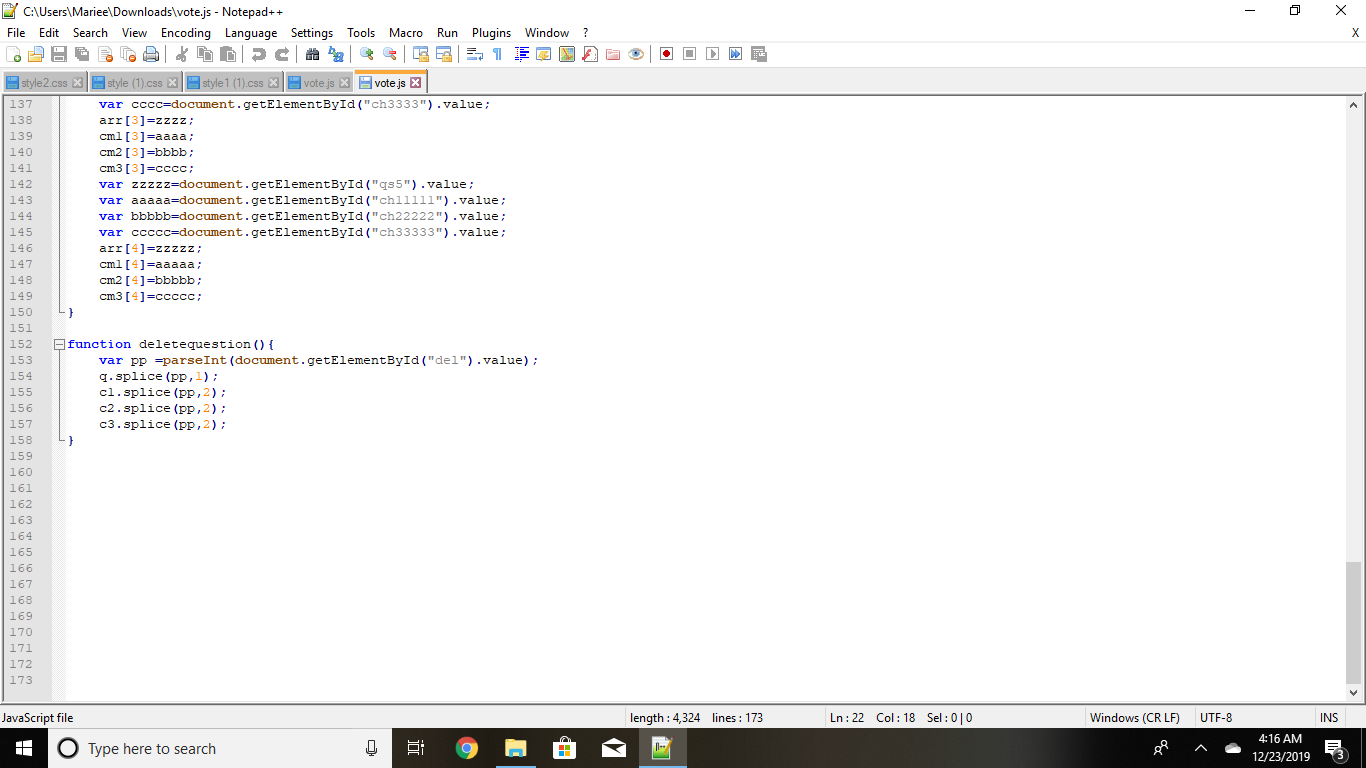 C:\Users\Mariee\Downloads\vote.js - Notepad++
File Edit Search View Encoding Language Settings Tools Macro Run Plugins Window ? X
style2.css style (1).css style1 (1).css vote.js vote.js
137 var cccc=document.getElementById("ch3333").value;
138 arr[3]=zzzz;
139 cm1[3]=aaaa;
140 cm2[3]=bbbb;
141 cm3[3]=cccc;
142 var zzzzz=document.getElementById("qs5").value;
143 var aaaaa=document.getElementById("ch11111").value;
144 var bbbbb=document.getElementById("ch22222").value;
145 var ccccc=document.getElementById("ch33333").value;
146 arr[4]=zzzzz;
147 cm1[4]=aaaaa;
148 cm2[4]=bbbbb;
149 cm3[4]=ccccc;
150 }
151
152 function deletequestion(){
153 var pp =parseInt(document.getElementById("del").value);
154 q.splice(pp,1);
155 c1.splice(pp,2);
156 c2.splice(pp,2);
157 c3.splice(pp,2);
158 }
159
160
161
162
163
164
165
166
167
168
169
170
171
172
173
JavaScript file length : 4,324 lines : 173 Ln : 22 Col : 18 Sel : 0 | 0 Windows (CR LF) UTF-8 INS
Type here to search
4:16 AM
12/23/2019
3